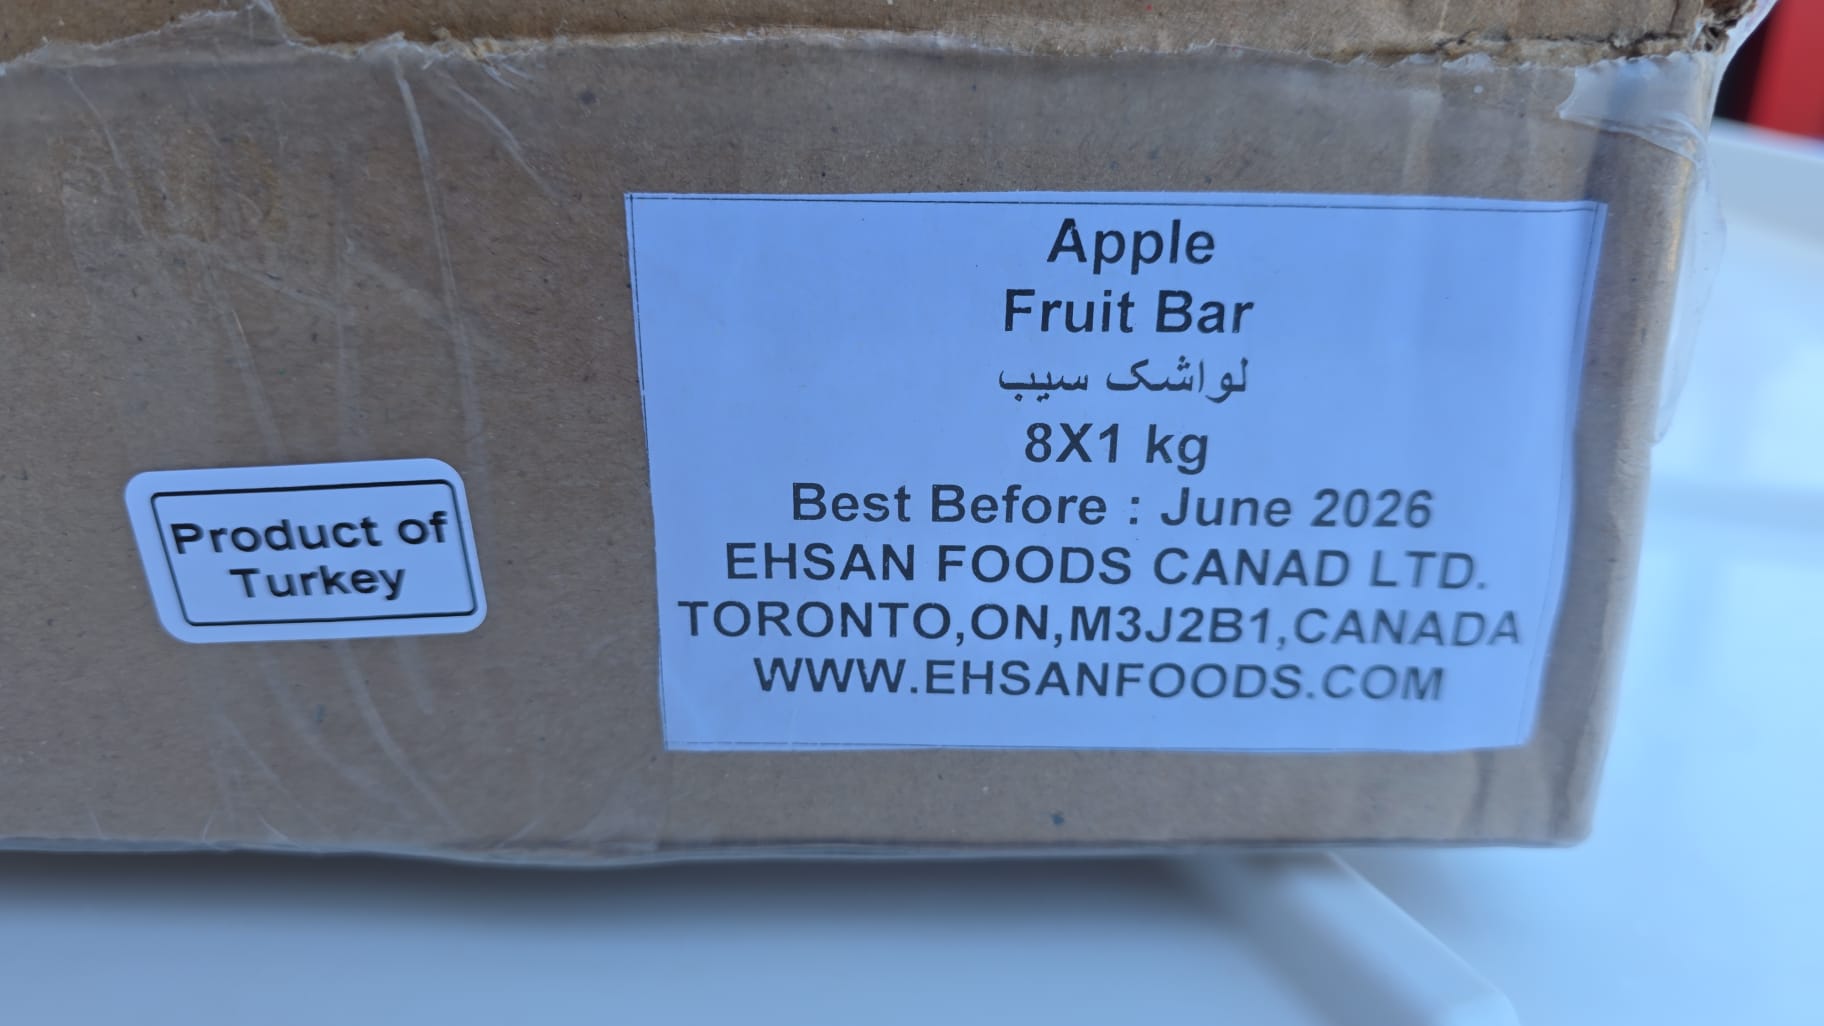 Apple
Fruit Bar
لواشک سیب
8X1 kg
Best Before : June 2026
EHSAN FOODS CANAD LTD.
TORONTO,ON,M3J2B1,CANADA
WWW.EHSANFOODS.COM
Product of
Turkey